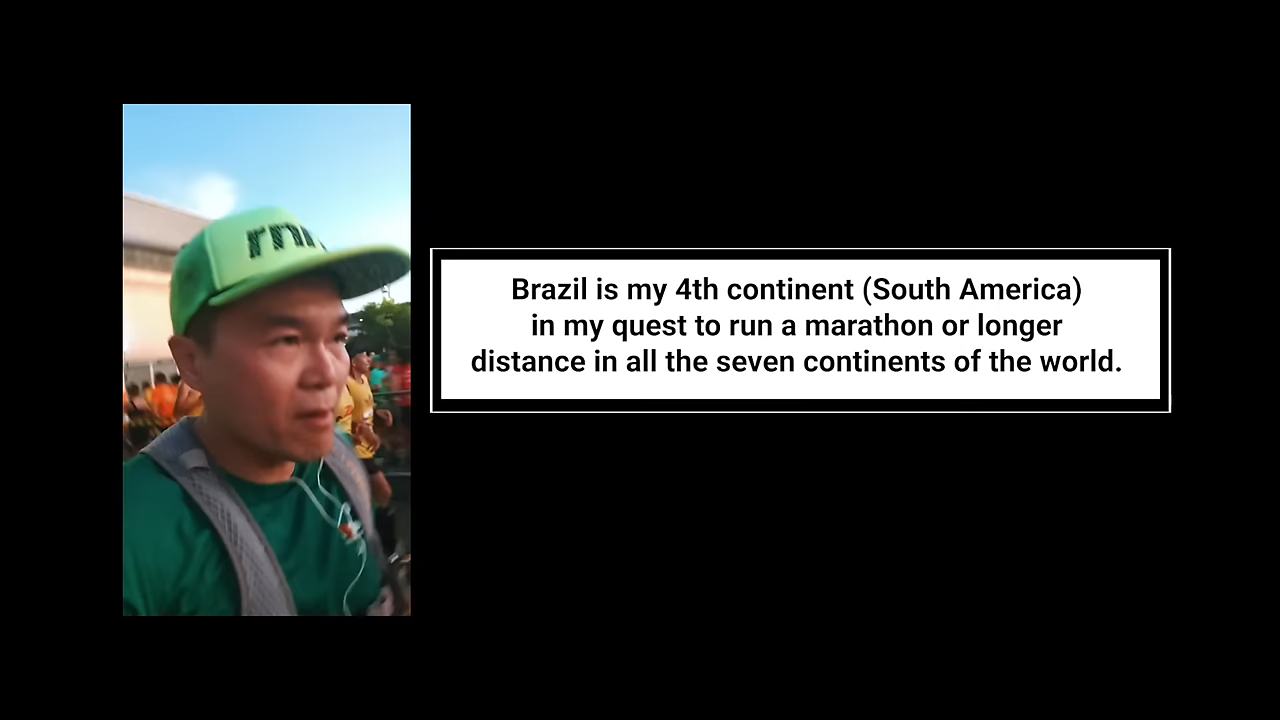 Brazil is my 4th continent (South America)
in my quest to run a marathon or longer
distance in all the seven continents of the world.